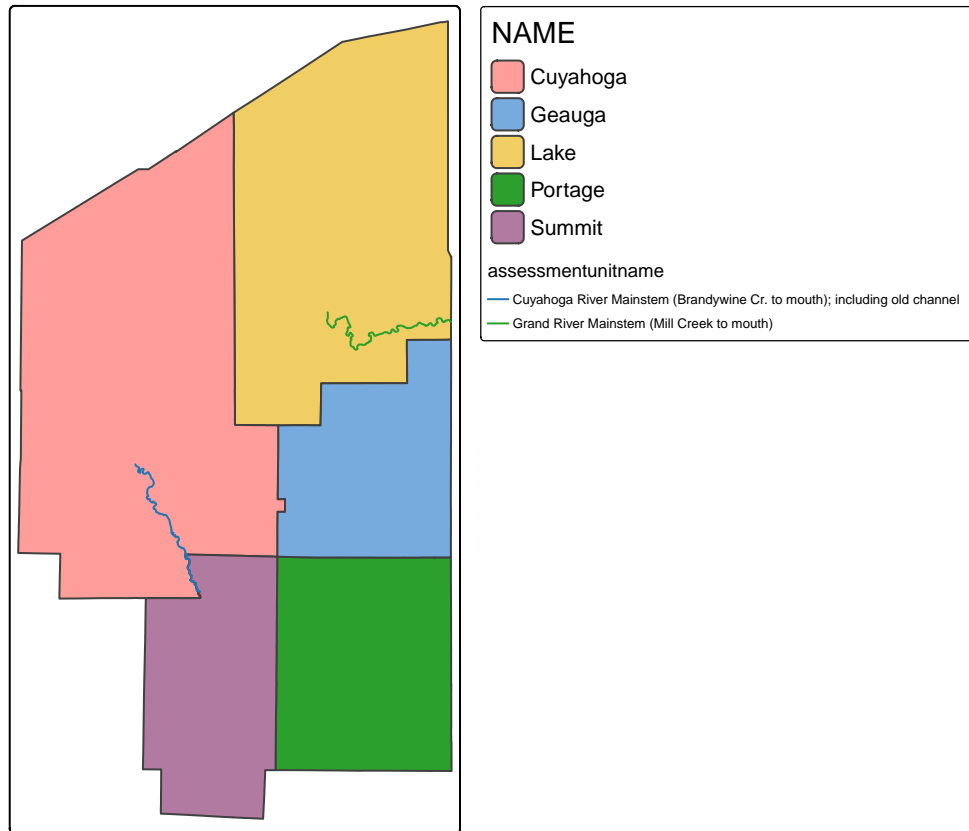 NAME
Cuyahoga
Geauga
Lake
Portage
Summit
assessmentunitname
Cuyahoga River Mainstem (Brandywine Cr. to mouth); including old channel
Grand River Mainstem (Mill Creek to mouth)